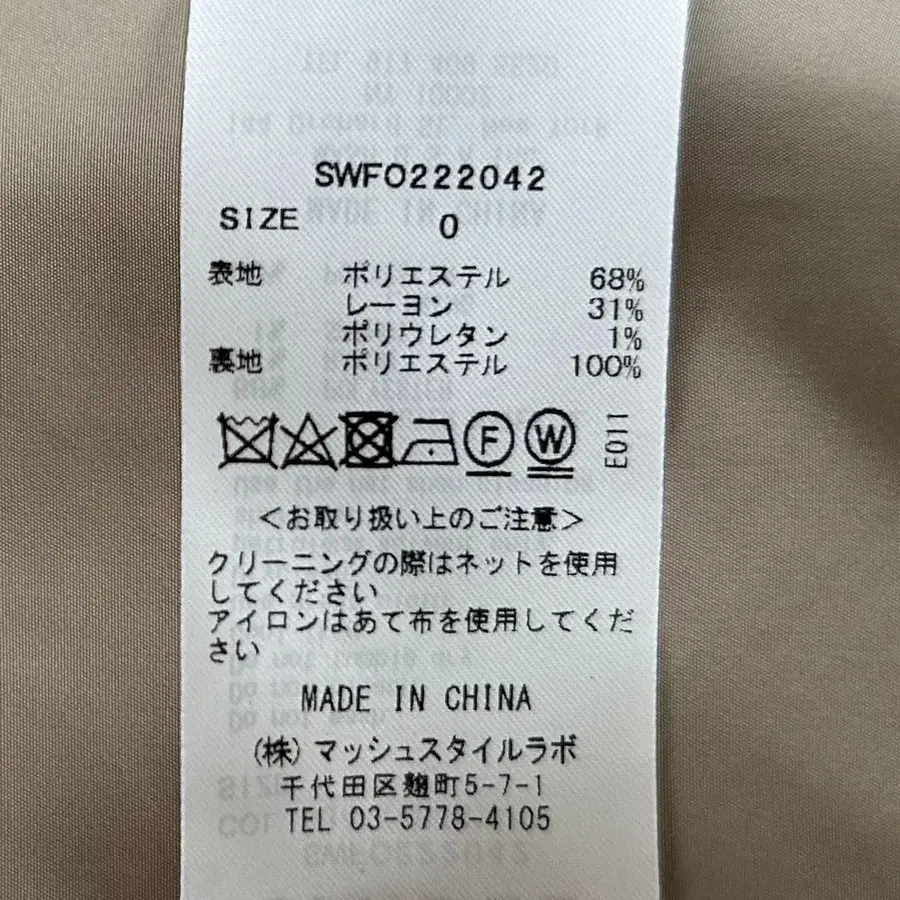 SWFO222042
SIZE 0
表地 ポリエステル 68%
レーヨン 31%
ポリウレタン 1%
裏地 ポリエステル 100%
F W E011
<お取り扱い上のご注意>
クリーニングの際はネットを使用
してください
アイロンはあて布を使用してくだ
さい
MADE IN CHINA
(株)マッシュスタイルラボ
千代田区麹町5-7-1
TEL 03-5778-4105